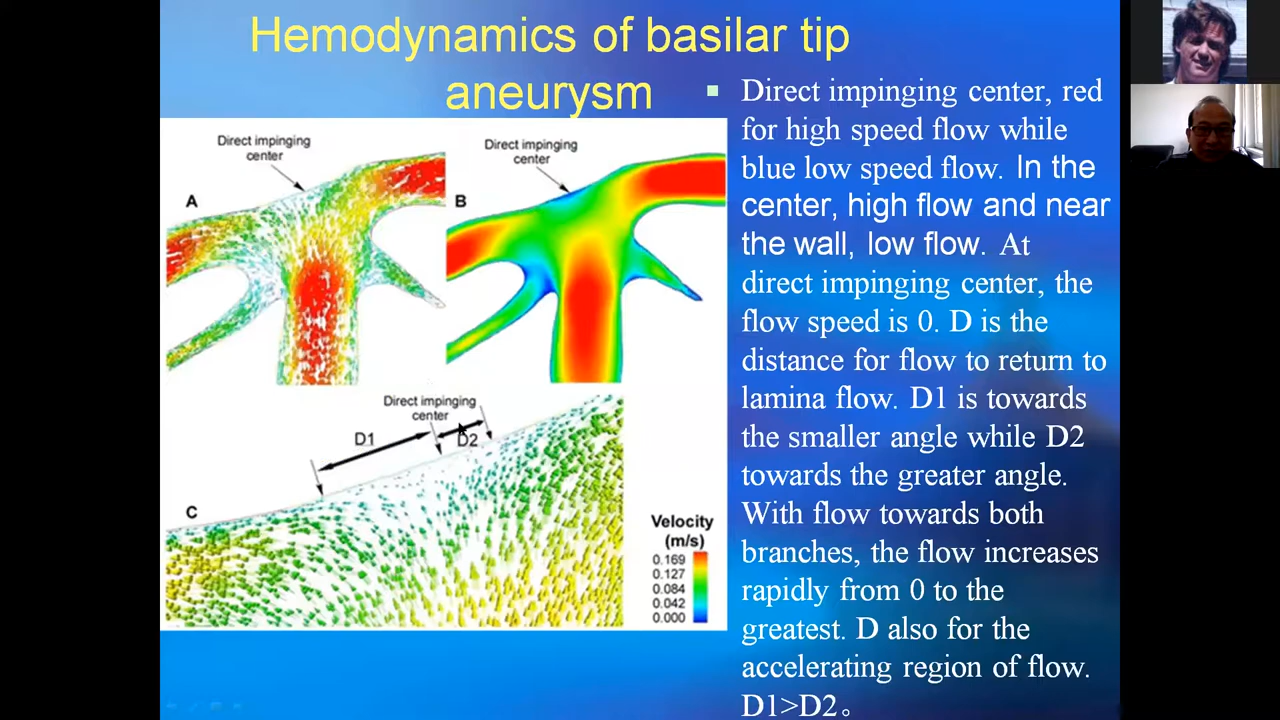 Hemodynamics of basilar tip
aneurysm
Direct impinging
center
A
Direct impinging
center
B
Direct impinging
center
D1
D2
C
Velocity
(m/s)
0.169
0.127
0.084
0.042
0.000
Direct impinging center, red
for high speed flow while
blue low speed flow. In the
center, high flow and near
the wall, low flow. At
direct impinging center, the
flow speed is 0. D is the
distance for flow to return to
lamina flow. D1 is towards
the smaller angle while D2
towards the greater angle.
With flow towards both
branches, the flow increases
rapidly from 0 to the
greatest. D also for the
accelerating region of flow.
D1>D2。